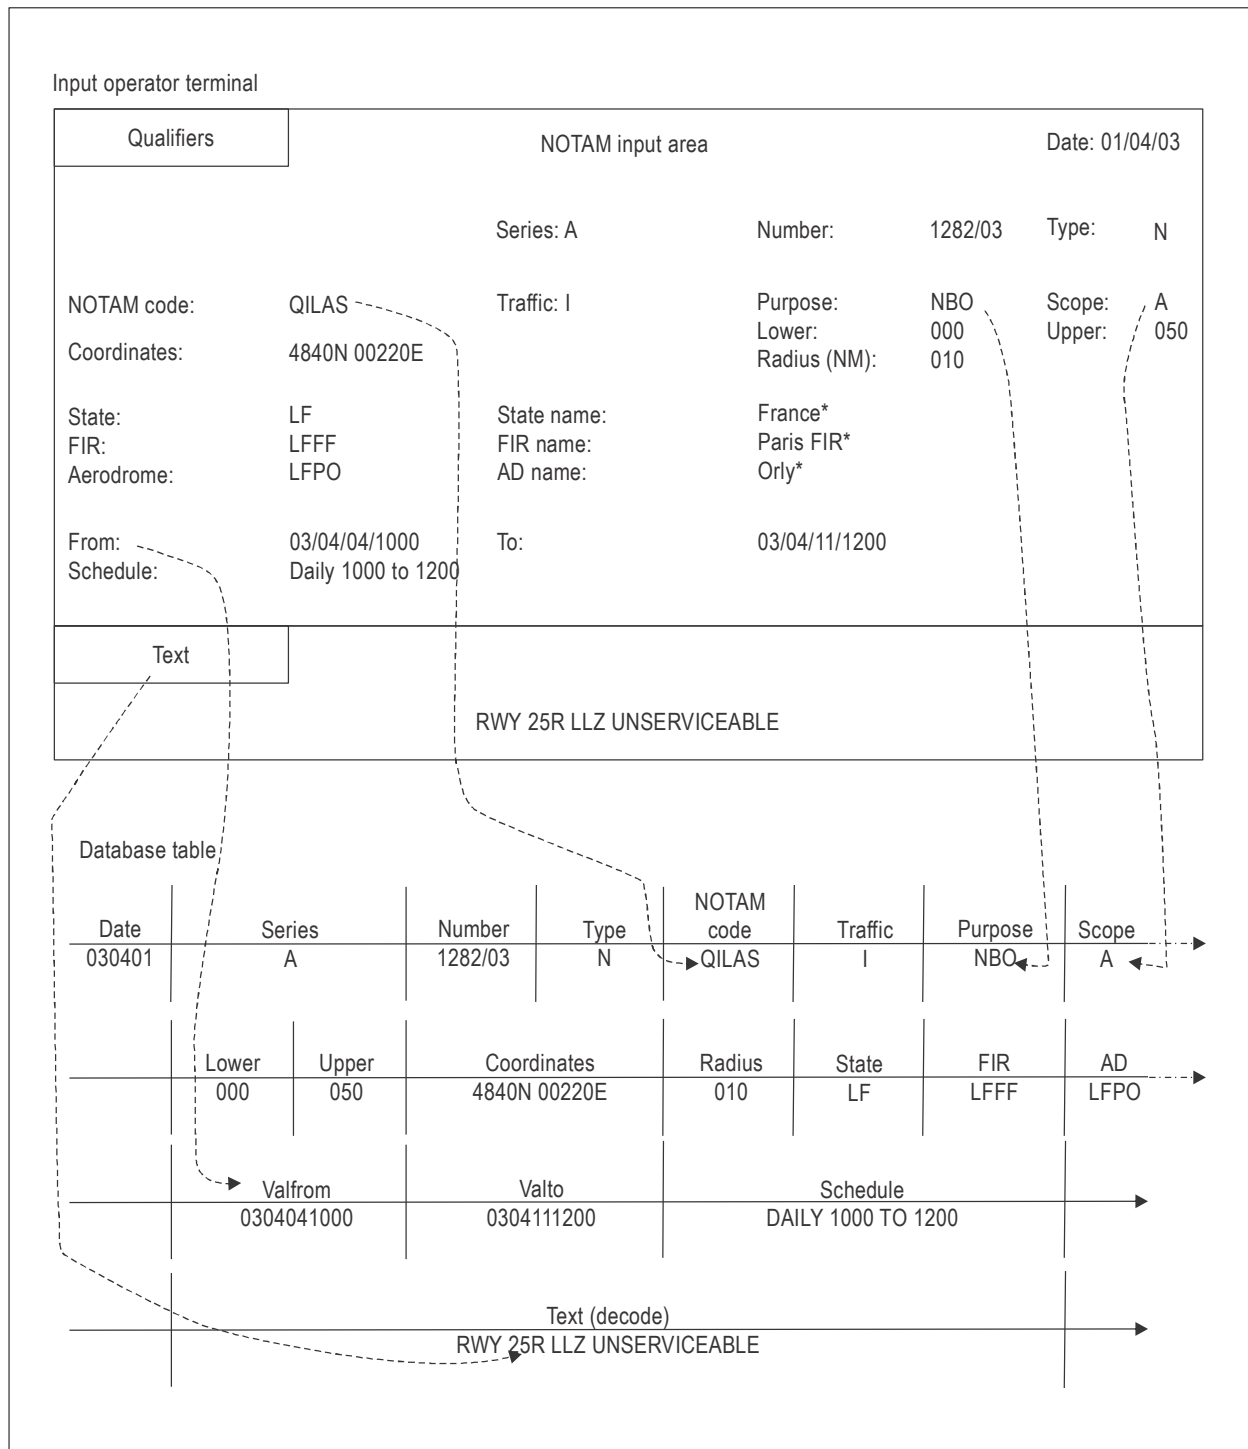 Input operator terminal
Qualifiers NOTAM input area Date: 01/04/03
Series: A Number: 1282/03 Type: N
NOTAM code: QILAS Traffic: I Purpose: NBO Scope: A
Lower: 000 Upper: 050
Coordinates: 4840N 00220E Radius (NM): 010
State: LF State name: France*
FIR: LFFF FIR name: Paris FIR*
Aerodrome: LFPO AD name: Orly*
From: 03/04/04/1000 To: 03/04/11/1200
Schedule: Daily 1000 to 1200
Text
RWY 25R LLZ UNSERVICEABLE
Database table
NOTAM
Date Series Number Type code Traffic Purpose Scope
030401 A 1282/03 N QILAS I NBO A
Lower Upper Coordinates Radius State FIR AD
000 050 4840N 00220E 010 LF LFFF LFPO
Valfrom Valto Schedule
0304041000 0304111200 DAILY 1000 TO 1200
Text (decode)
RWY 25R LLZ UNSERVICEABLE